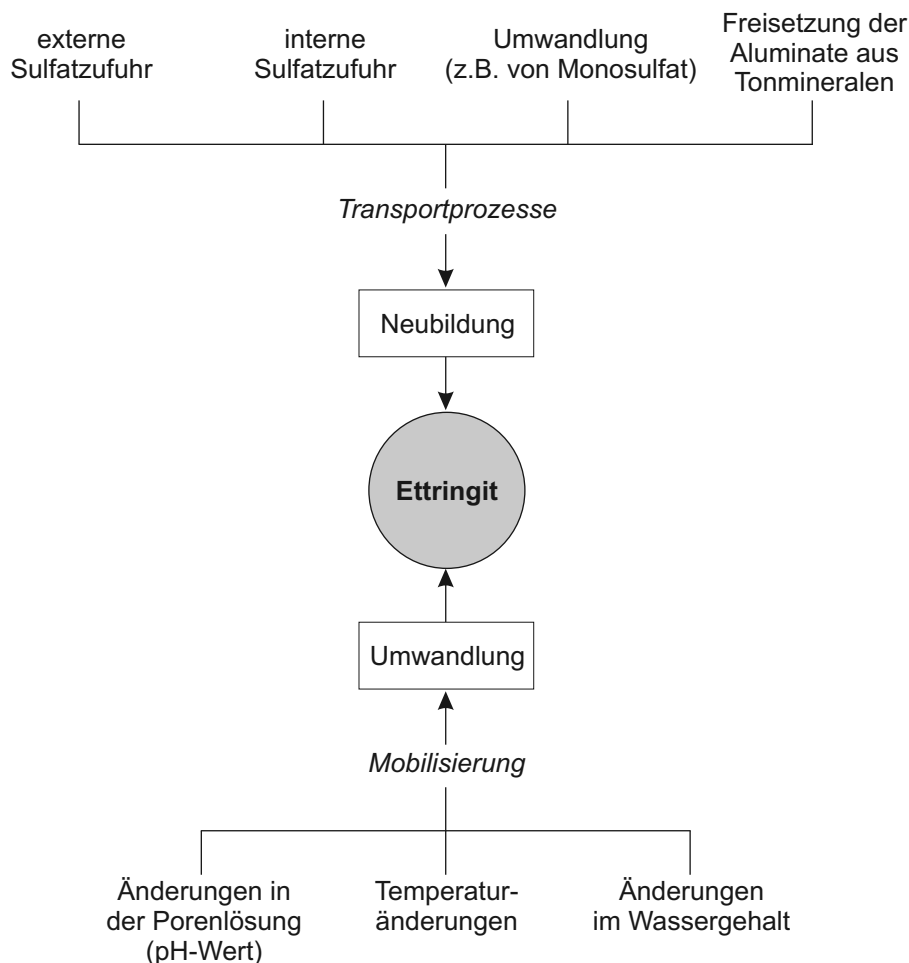 externe
Sulfatzufuhr
interne
Sulfatzufuhr
Umwandlung
(z.B. von Monosulfat)
Freisetzung der
Aluminate aus
Tonmineralen
Transportprozesse
Neubildung
Ettringit
Umwandlung
Mobilisierung
Änderungen in
der Porenlösung
(pH-Wert)
Temperatur-
änderungen
Änderungen
im Wassergehalt